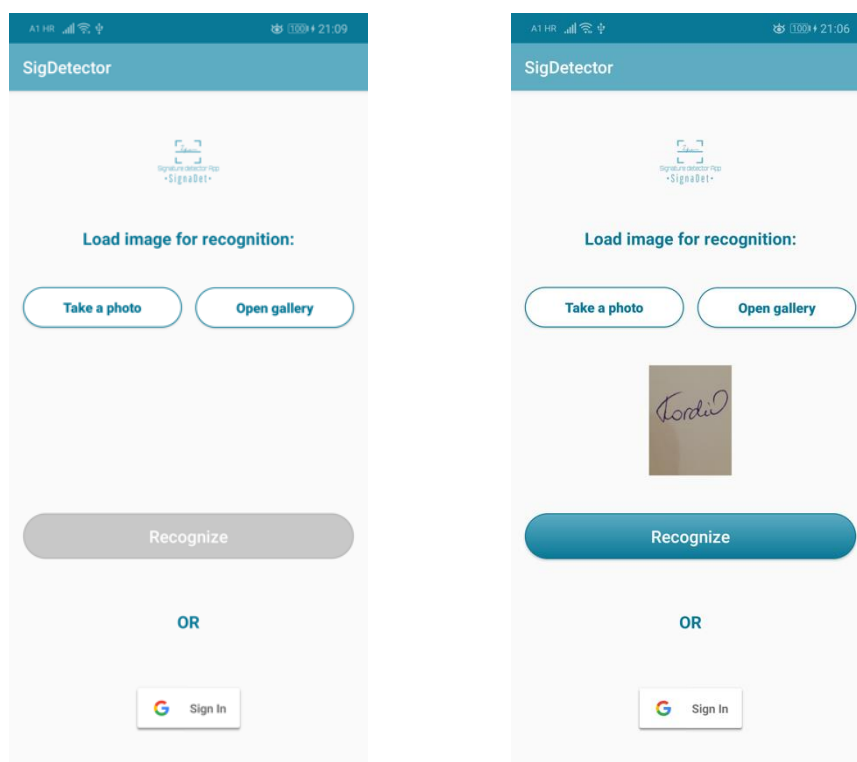 A1 HR 100 21:09
SigDetector
Signature detector App
•SignaDet•
Load image for recognition:
Take a photo Open gallery
Recognize
OR
Sign In
A1 HR 100 21:06
SigDetector
Signature detector App
•SignaDet•
Load image for recognition:
Take a photo Open gallery
Recognize
OR
Sign In